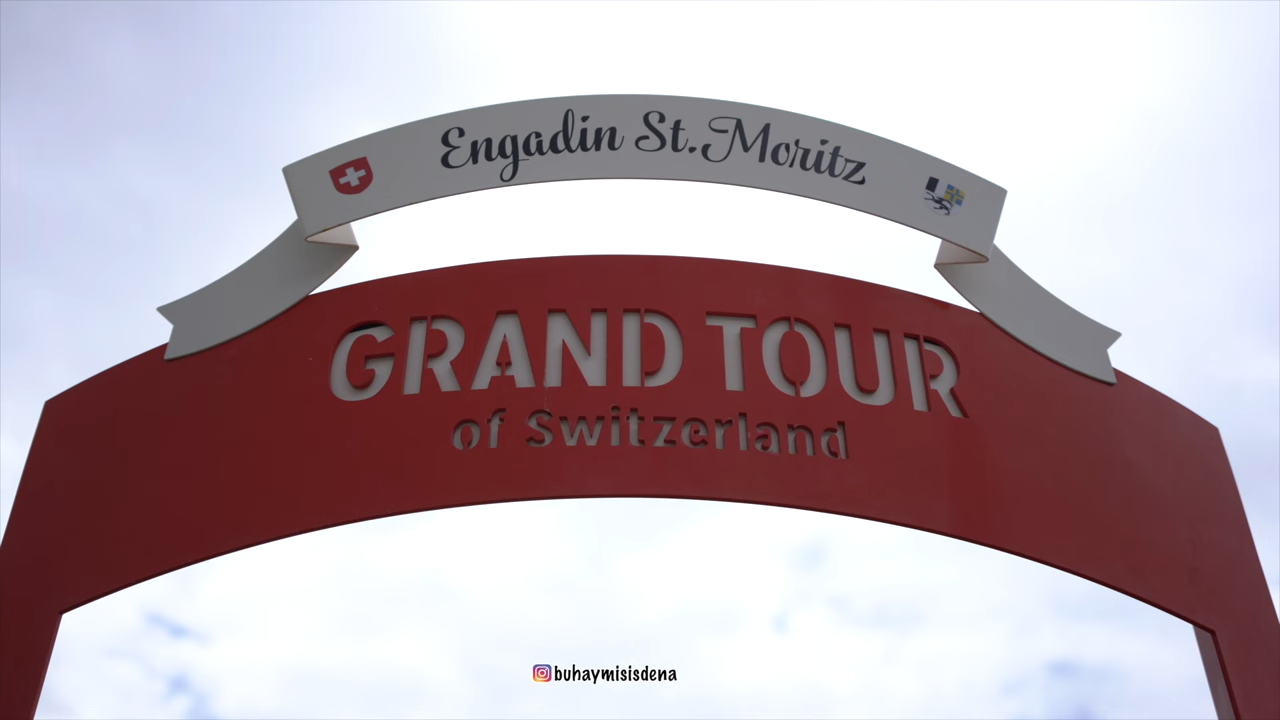 Engadin St. Moritz
GRAND TOUR
of Switzerland
buhaymisisdena